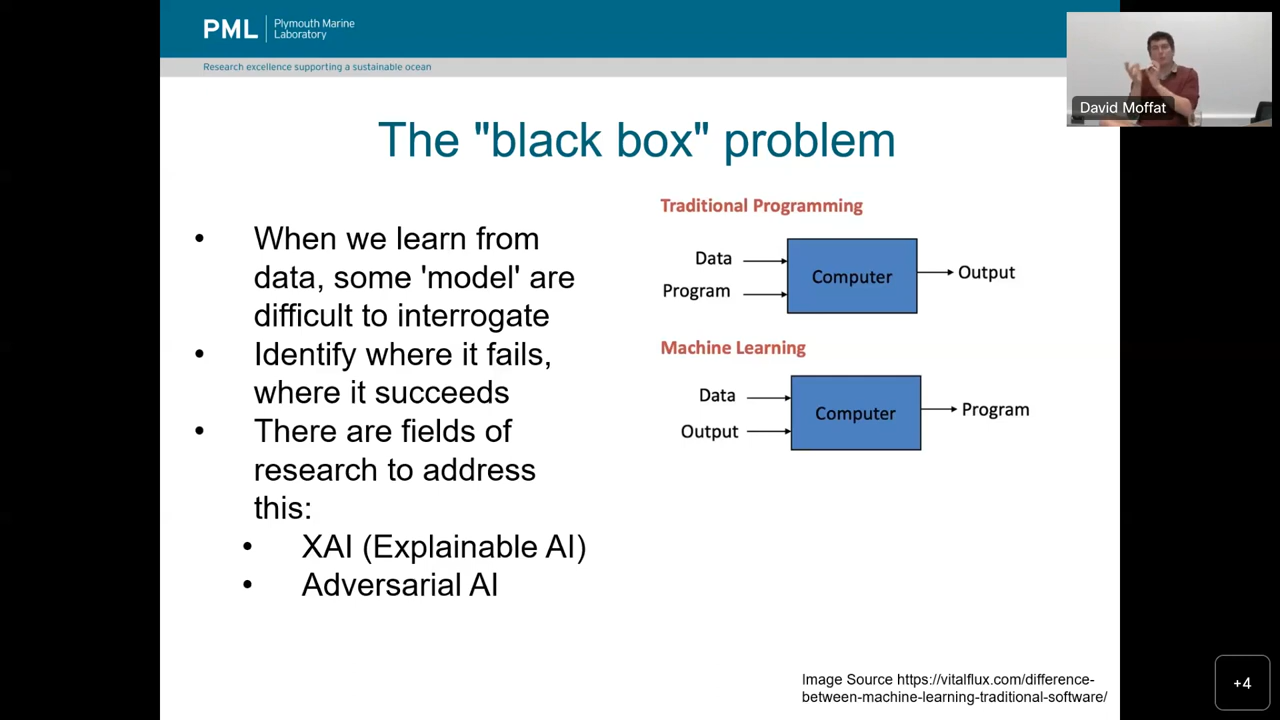 PML
Plymouth Marine
Laboratory
Research excellence supporting a sustainable ocean
David Moffat
The "black box" problem
• When we learn from
data, some 'model' are
difficult to interrogate
• Identify where it fails,
where it succeeds
• There are fields of
research to address
this:
• XAI (Explainable AI)
• Adversarial AI
Traditional Programming
Data
Program
Computer
Output
Machine Learning
Data
Output
Computer
Program
Image Source https://vitalflux.com/difference-
between-machine-learning-traditional-software/
+4